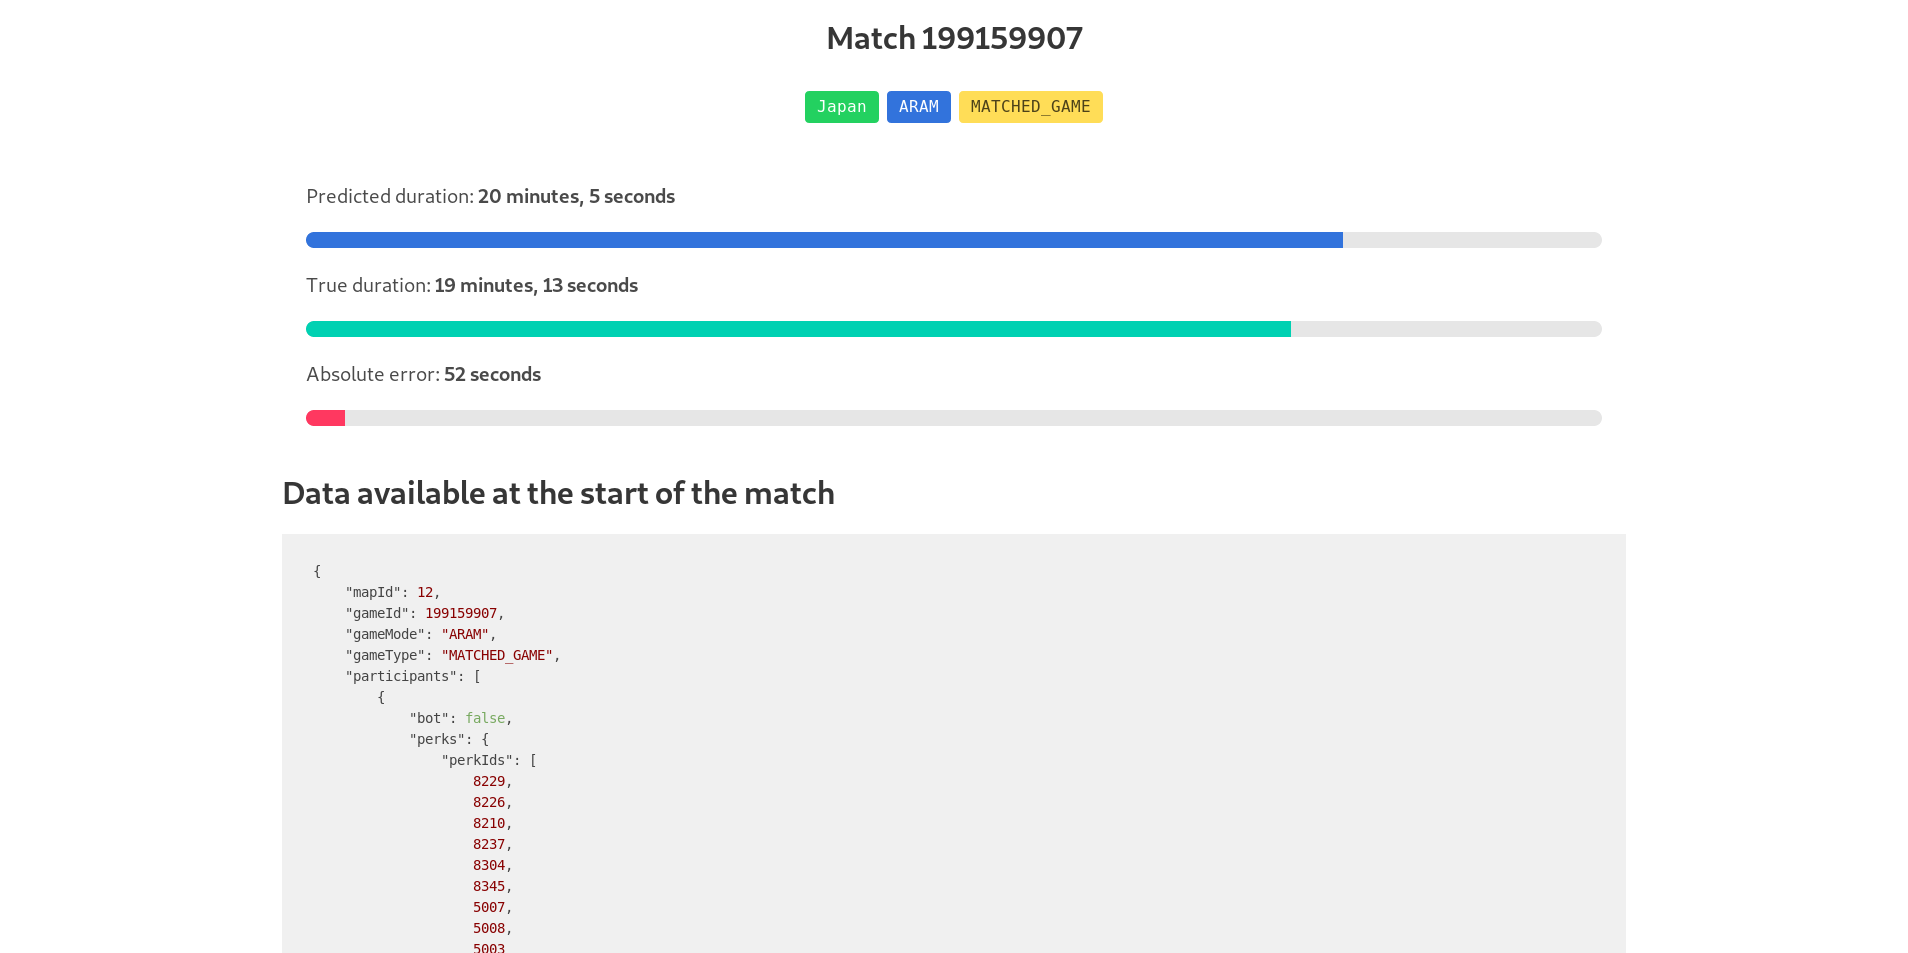 Match 199159907
Japan ARAM MATCHED_GAME
Predicted duration: 20 minutes, 5 seconds
True duration: 19 minutes, 13 seconds
Absolute error: 52 seconds
Data available at the start of the match
{
    "mapId": 12,
    "gameId": 199159907,
    "gameMode": "ARAM",
    "gameType": "MATCHED_GAME",
    "participants": [
        {
            "bot": false,
            "perks": {
                "perkIds": [
                    8229,
                    8226,
                    8210,
                    8237,
                    8304,
                    8345,
                    5007,
                    5008,
                    5003